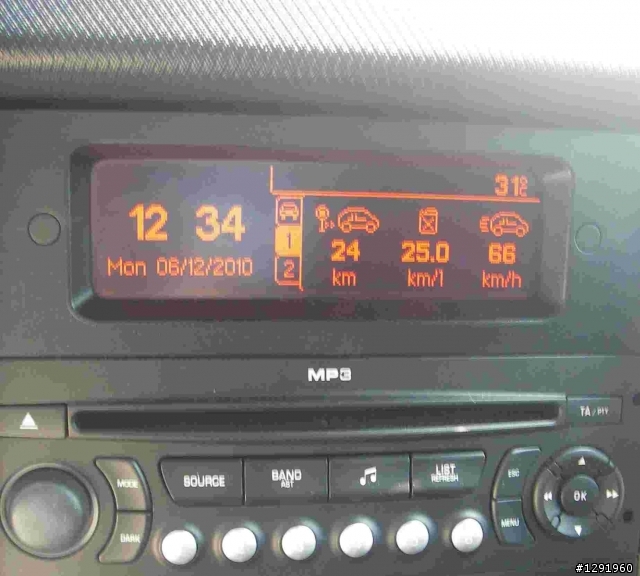 31°C
12 34
Mon 06/12/2010
1
2
24
km
25.0
km/l
66
km/h
MP3
TA / PTY
MODE
DARK
SOURCE
BAND
AST
LIST
REFRESH
ESC
MENU
OK
#1291960